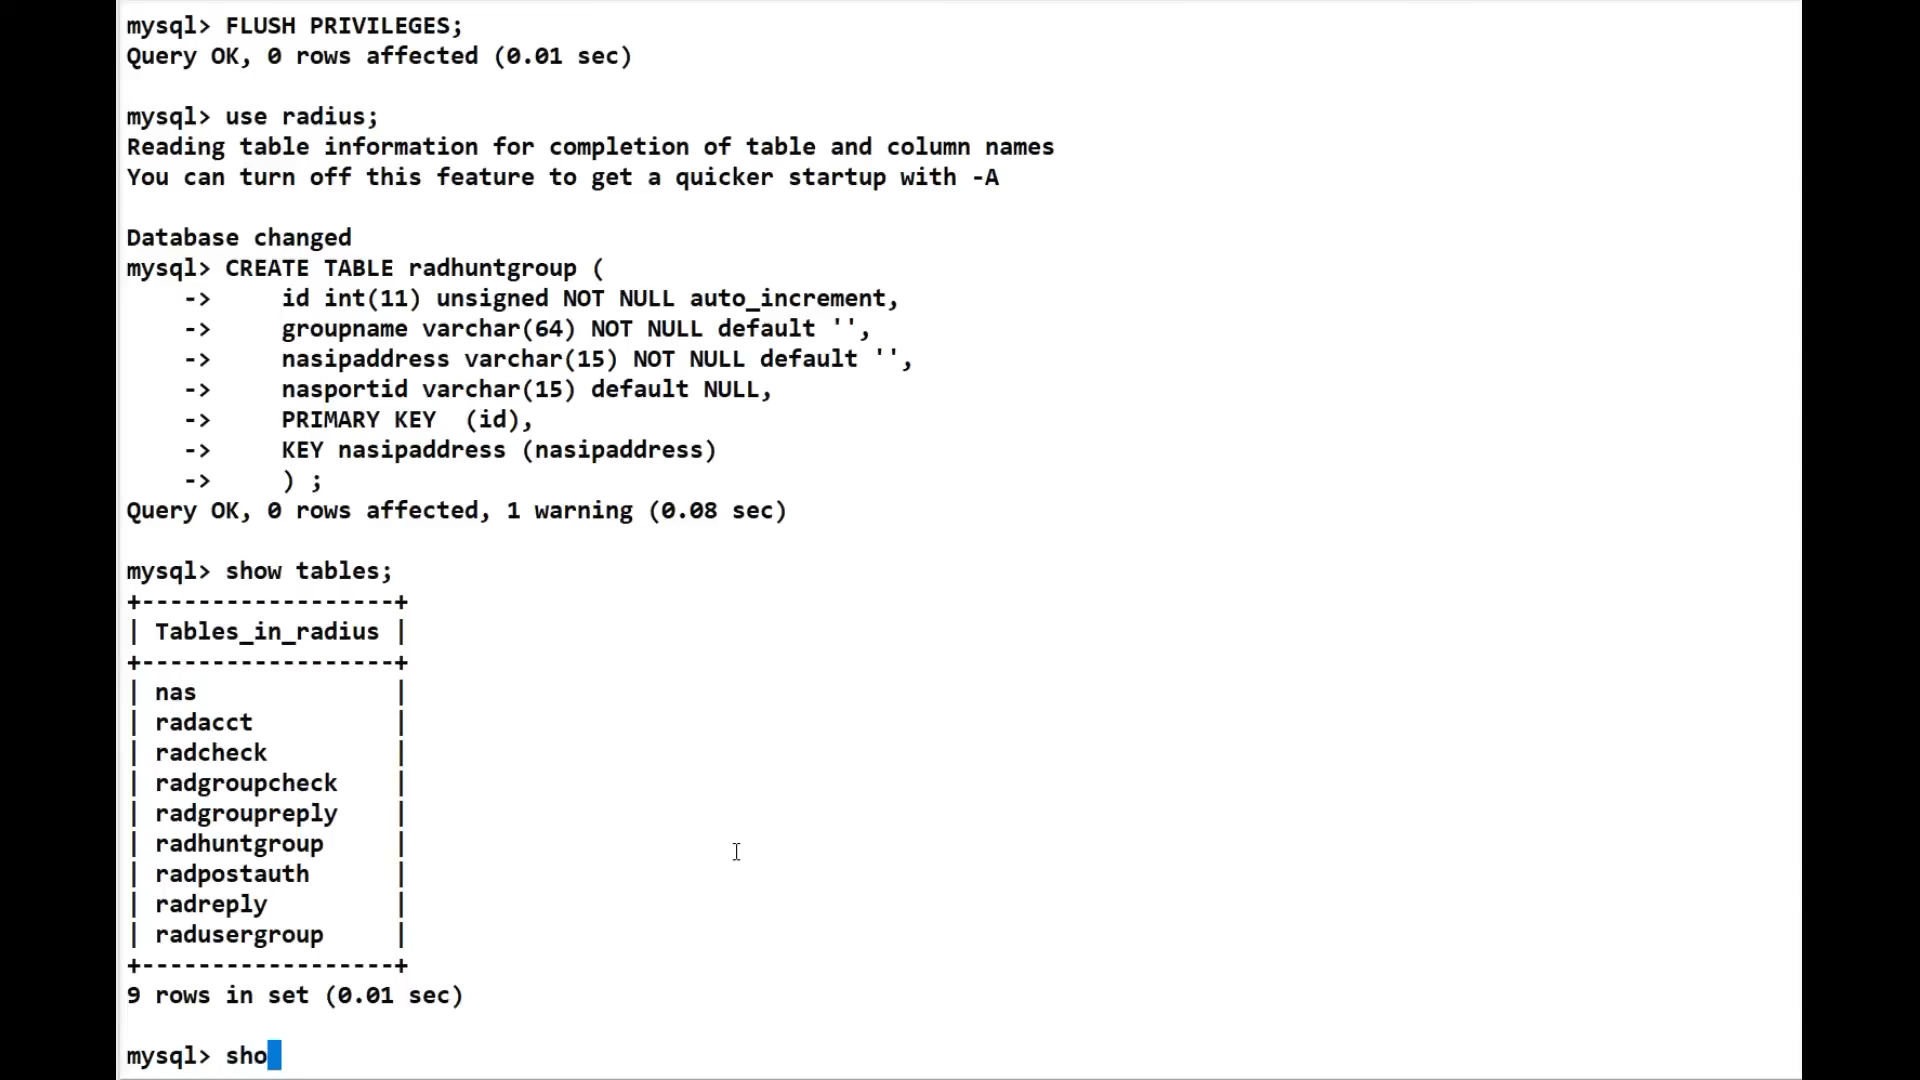 mysql> FLUSH PRIVILEGES;
Query OK, 0 rows affected (0.01 sec)
mysql> use radius;
Reading table information for completion of table and column names
You can turn off this feature to get a quicker startup with -A
Database changed
mysql> CREATE TABLE radhuntgroup (
    ->     id int(11) unsigned NOT NULL auto_increment,
    ->     groupname varchar(64) NOT NULL default '',
    ->     nasipaddress varchar(15) NOT NULL default '',
    ->     nasportid varchar(15) default NULL,
    ->     PRIMARY KEY  (id),
    ->     KEY nasipaddress (nasipaddress)
    ->     ) ;
Query OK, 0 rows affected, 1 warning (0.08 sec)
mysql> show tables;
+------------------+
| Tables_in_radius |
+------------------+
| nas              |
| radacct          |
| radcheck         |
| radgroupcheck    |
| radgroupreply    |
| radhuntgroup     |
| radpostauth      |
| radreply         |
| radusergroup     |
+------------------+
9 rows in set (0.01 sec)
mysql> sho